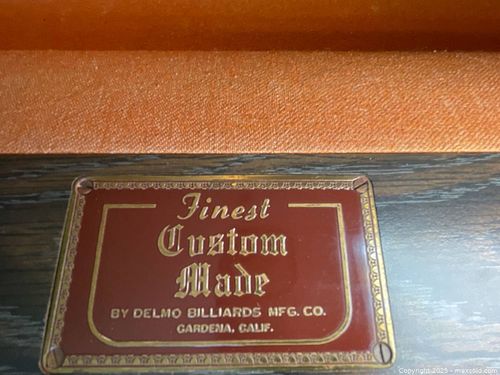 Finest
Custom
Made
BY DELMO BILLIARDS MFG. CO.
GARDENA, CALIF.
Copyright 2025 - maxsold.com